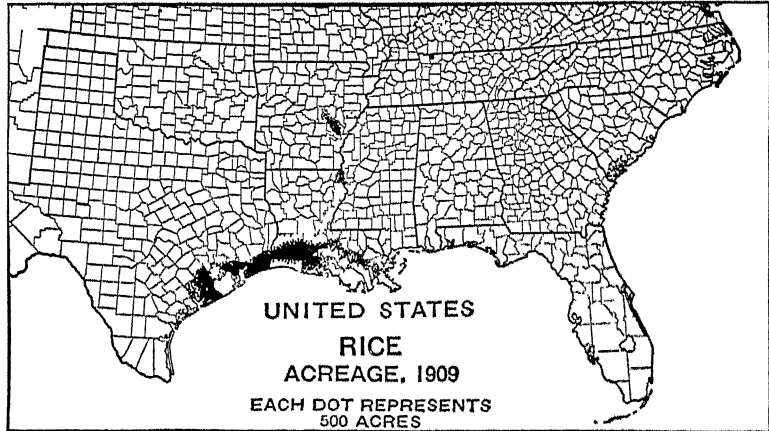 UNITED STATES
RICE
ACREAGE, 1909
EACH DOT REPRESENTS
500 ACRES